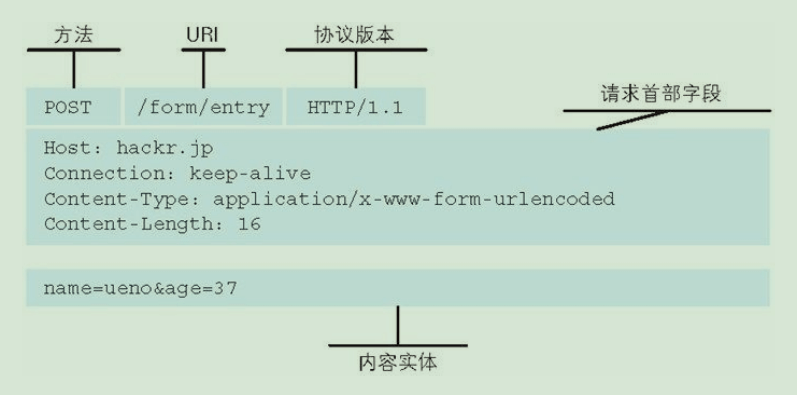 方法 URI 协议版本
POST /form/entry HTTP/1.1
请求首部字段
Host: hackr.jp
Connection: keep-alive
Content-Type: application/x-www-form-urlencoded
Content-Length: 16
name=ueno&age=37
内容实体